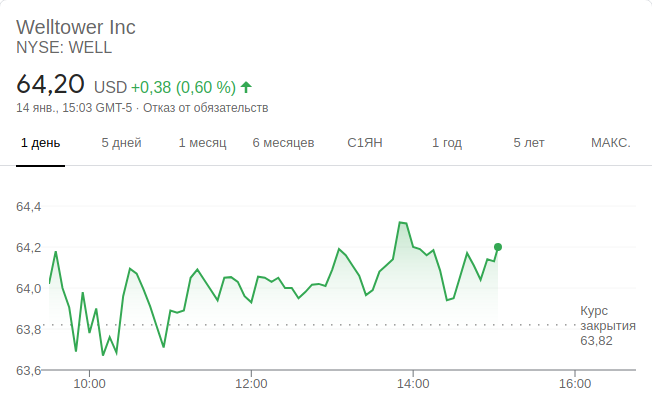 Welltower Inc
NYSE: WELL
64,20 USD +0,38 (0,60 %)
14 янв., 15:03 GMT-5 · Отказ от обязательств
1 день 5 дней 1 месяц 6 месяцев С1ЯН 1 год 5 лет МАКС.
64,4
64,2
64,0
63,8
63,6
Курс
закрытия
63,82
10:00 12:00 14:00 16:00